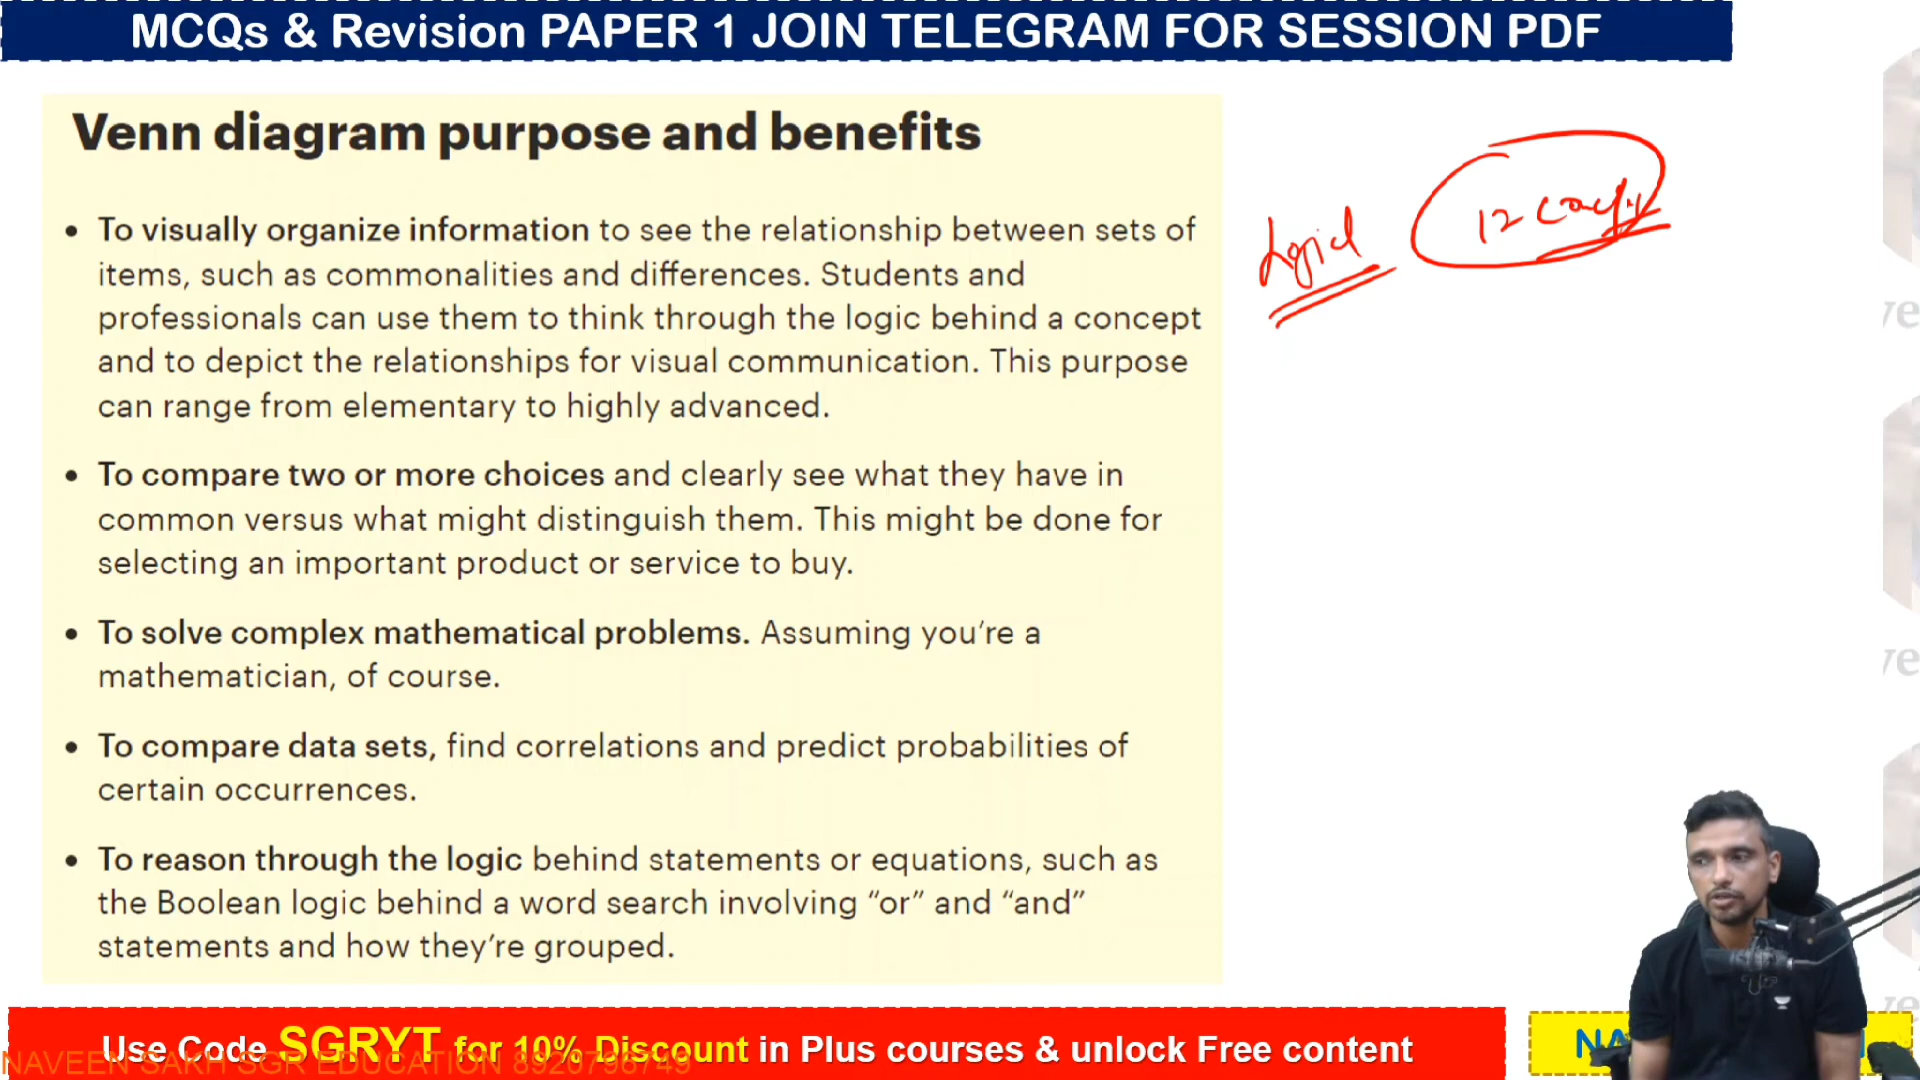 MCQs & Revision PAPER 1 JOIN TELEGRAM FOR SESSION PDF
Venn diagram purpose and benefits
• To visually organize information to see the relationship between sets of
items, such as commonalities and differences. Students and
professionals can use them to think through the logic behind a concept
and to depict the relationships for visual communication. This purpose
can range from elementary to highly advanced.
• To compare two or more choices and clearly see what they have in
common versus what might distinguish them. This might be done for
selecting an important product or service to buy.
• To solve complex mathematical problems. Assuming you’re a
mathematician, of course.
• To compare data sets, find correlations and predict probabilities of
certain occurrences.
• To reason through the logic behind statements or equations, such as
the Boolean logic behind a word search involving “or” and “and”
statements and how they’re grouped.
12
Use Code SGRYT for 10% Discount in Plus courses & unlock Free content
NAVEEN SAKH SGR EDUCATION 8920798749